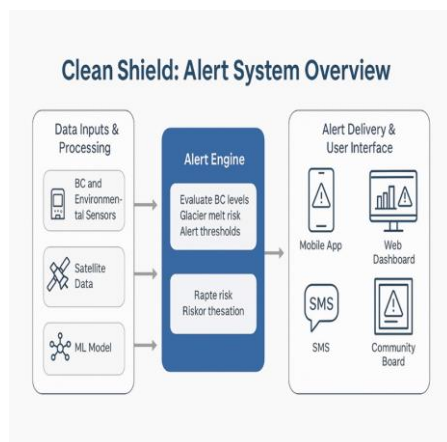 Clean Shield: Alert System Overview
Data Inputs &
Processing
BC and
Environmen-
tal Sensors
Satellite
Data
ML Model
Alert Engine
Evaluate BC levels
Glacier melt risk
Alert thresholds
Rapte risk
Riskor thesation
Alert Delivery &
User Interface
Mobile App
Web
Dashboard
SMS
SMS
Community
Board